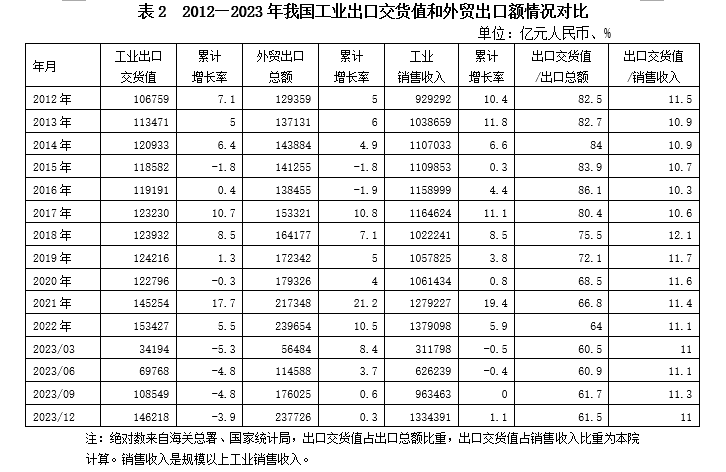 表 2 2012—2023 年我国工业出口交货值和外贸出口额情况对比
单位：亿元人民币、%
年月 工业出口交货值 累计增长率 外贸出口总额 累计增长率 工业销售收入 累计增长率 出口交货值/出口总额 出口交货值/销售收入
2012 年 106759 7.1 129359 5 929292 10.4 82.5 11.5
2013 年 113471 5 137131 6 1038659 11.8 82.7 10.9
2014 年 120933 6.4 143884 4.9 1107033 6.6 84 10.9
2015 年 118582 -1.8 141255 -1.8 1109853 0.3 83.9 10.7
2016 年 119191 0.4 138455 -1.9 1158999 4.4 86.1 10.3
2017 年 123230 10.7 153321 10.8 1164624 11.1 80.4 10.6
2018 年 123932 8.5 164177 7.1 1022241 8.5 75.5 12.1
2019 年 124216 1.3 172342 5 1057825 3.8 72.1 11.7
2020 年 122796 -0.3 179326 4 1061434 0.8 68.5 11.6
2021 年 145254 17.7 217348 21.2 1279227 19.4 66.8 11.4
2022 年 153427 5.5 239654 10.5 1379098 5.9 64 11.1
2023/03 34194 -5.3 56484 8.4 311798 -0.5 60.5 11
2023/06 69768 -4.8 114588 3.7 626239 -0.4 60.9 11.1
2023/09 108549 -4.8 176025 0.6 963463 0 61.7 11.3
2023/12 146218 -3.9 237726 0.3 1334391 1.1 61.5 11
注：绝对数来自海关总署、国家统计局，出口交货值占出口总额比重，出口交货值占销售收入比重为本院
计算。销售收入是规模以上工业销售收入。